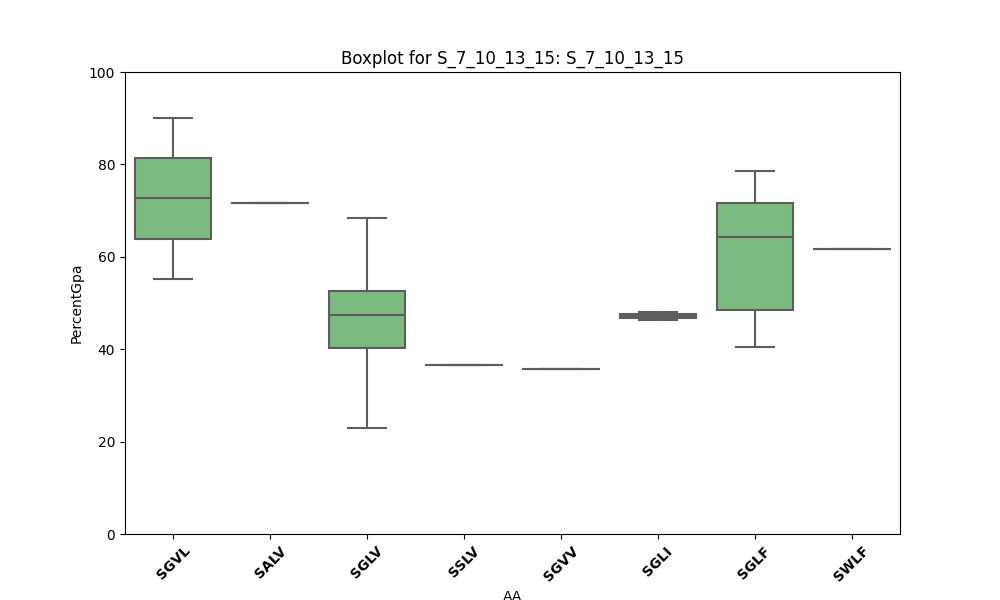 Boxplot for S_7_10_13_15: S_7_10_13_15
100
80
60
40
20
0
PercentGpa
SGVL
SALV
SGLV
SSLV
SGVV
SGLI
SGLF
SWLF
AA